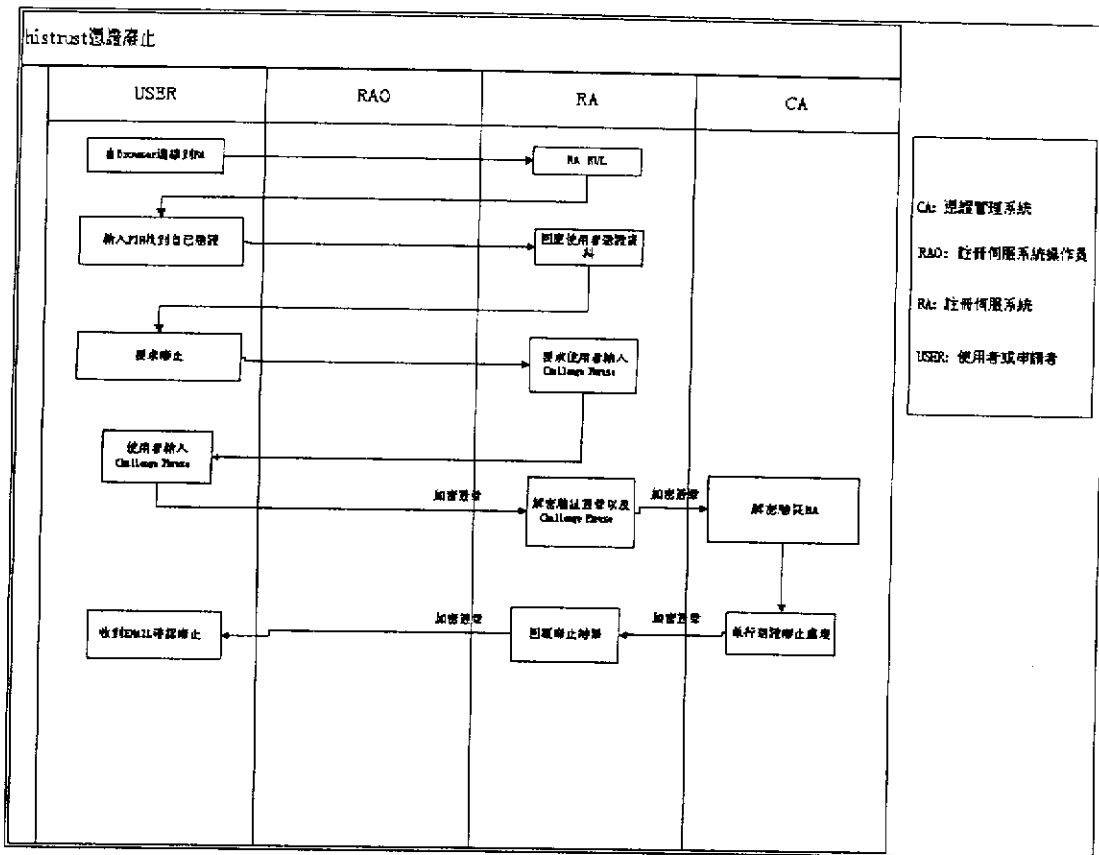 histrust憑證廢止
USER
RAO
RA
CA
由Browser連線到RA
RA
輸入PIN找到自己憑證
回應使用者憑證資
料
要求廢止
要求使用者輸入
Challenge Phrase
使用者輸入
Challenge Phrase
加密簽章
解密驗証簽章以及
Challenge Phrase
加密簽章
解密驗証RA
收到EMAIL確認廢止
加密簽章
回覆廢止結果
加密簽章
執行憑證廢止處理
CA: 憑證管理系統
RAO: 註冊伺服系統操作員
RA: 註冊伺服系統
USER: 使用者或申請者